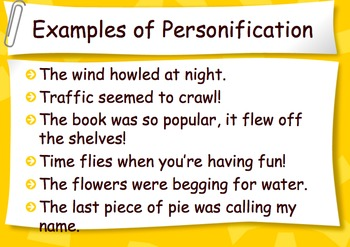 Examples of Personification
The wind howled at night.
Traffic seemed to crawl!
The book was so popular, it flew off
the shelves!
Time flies when you're having fun!
The flowers were begging for water.
The last piece of pie was calling my
name.